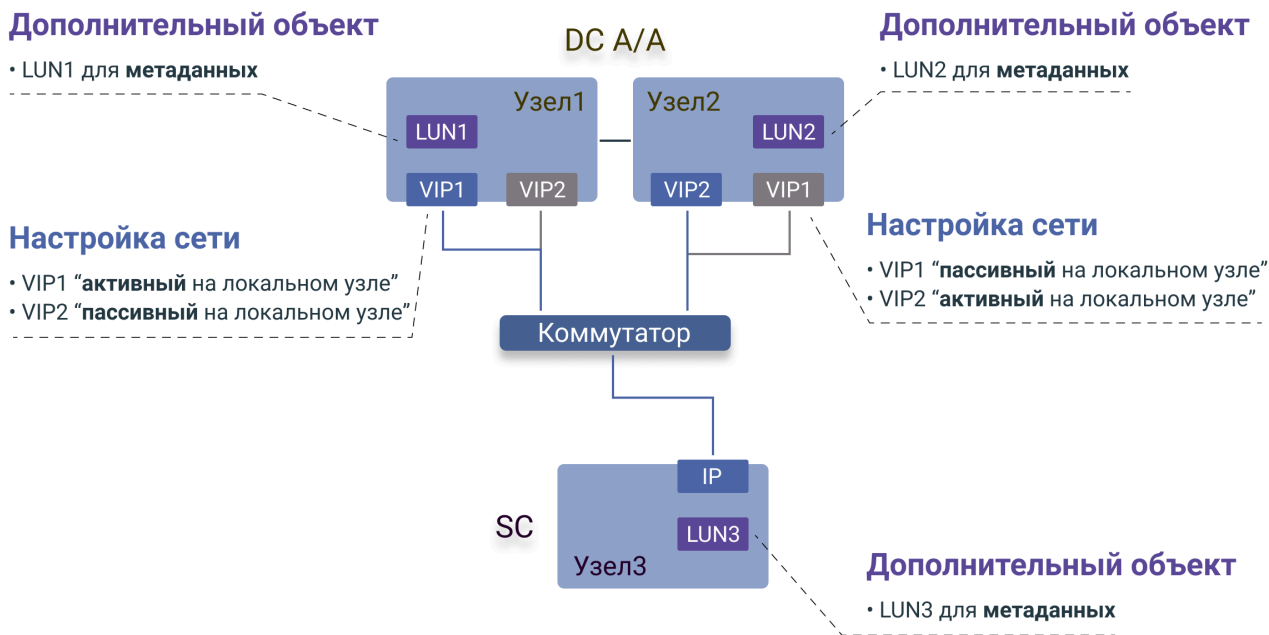 Дополнительный объект
• LUN1 для метаданных
DC A/A
Дополнительный объект
• LUN2 для метаданных
Узел1
LUN1
VIP1
VIP2
Узел2
LUN2
VIP2
VIP1
Настройка сети
• VIP1 “активный на локальном узле”
• VIP2 “пассивный на локальном узле”
Настройка сети
• VIP1 “пассивный на локальном узле”
• VIP2 “активный на локальном узле”
Коммутатор
IP
SC
LUN3
Узел3
Дополнительный объект
• LUN3 для метаданных